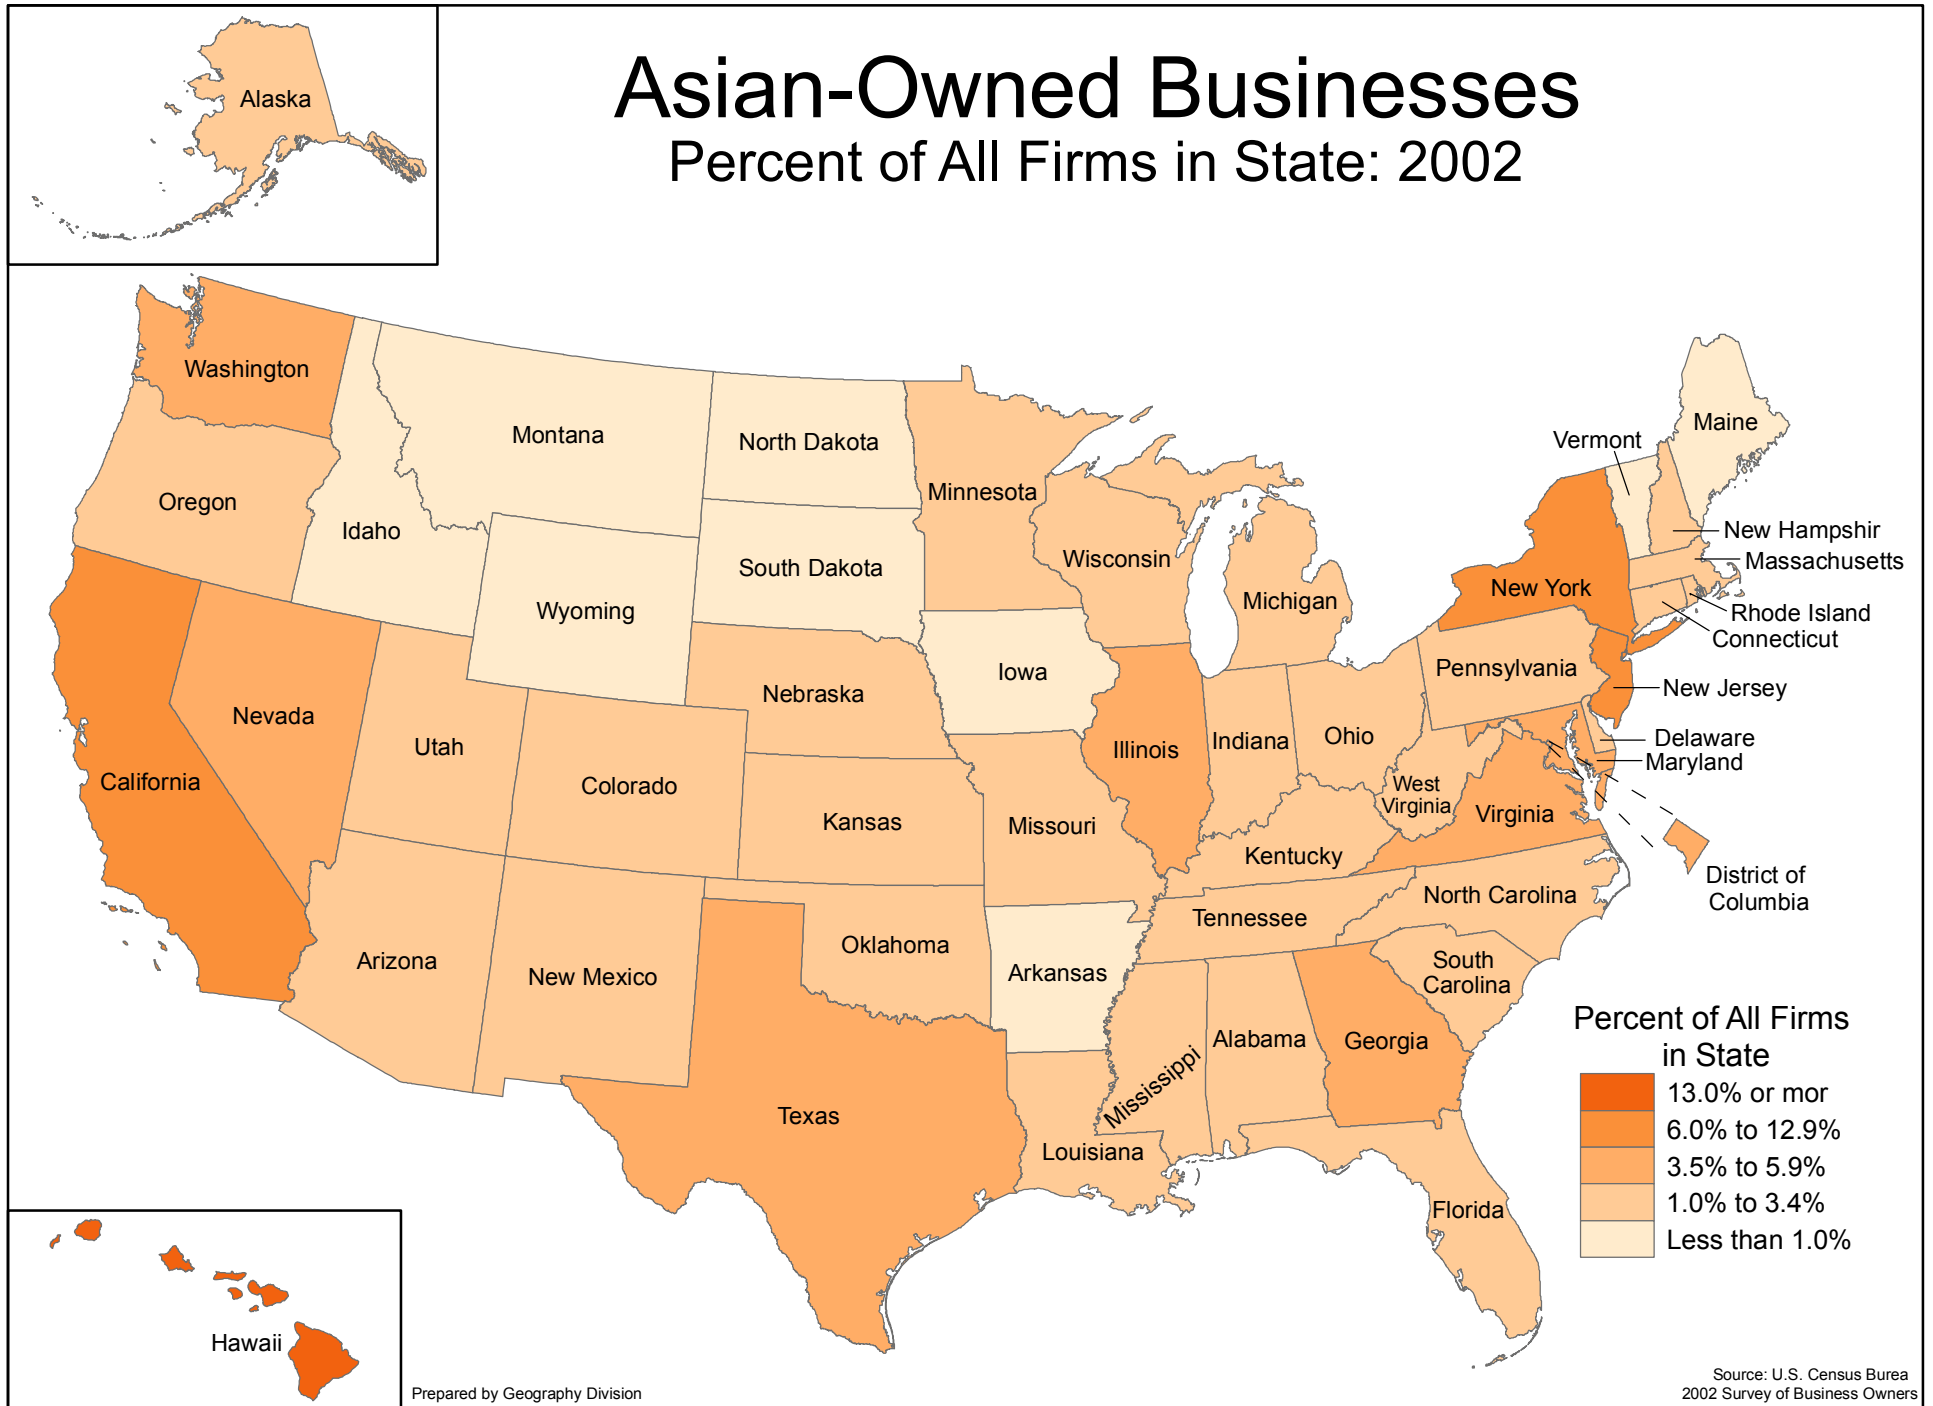 Asian-Owned Businesses
Percent of All Firms in State: 2002
Alaska
Washington
Oregon
California
Nevada
Idaho
Montana
Wyoming
Utah
Colorado
Arizona
New Mexico
North Dakota
South Dakota
Nebraska
Kansas
Oklahoma
Texas
Minnesota
Iowa
Missouri
Arkansas
Louisiana
Wisconsin
Illinois
Michigan
Indiana
Ohio
Kentucky
Tennessee
Mississippi
Alabama
Georgia
Florida
South
Carolina
North Carolina
Virginia
West
Virginia
Pennsylvania
New York
Vermont
Maine
New Hampshir
Massachusetts
Rhode Island
Connecticut
New Jersey
Delaware
Maryland
District of
Columbia
Hawaii
Percent of All Firms
in State
13.0% or mor
6.0% to 12.9%
3.5% to 5.9%
1.0% to 3.4%
Less than 1.0%
Prepared by Geography Division
Source: U.S. Census Burea
2002 Survey of Business Owners